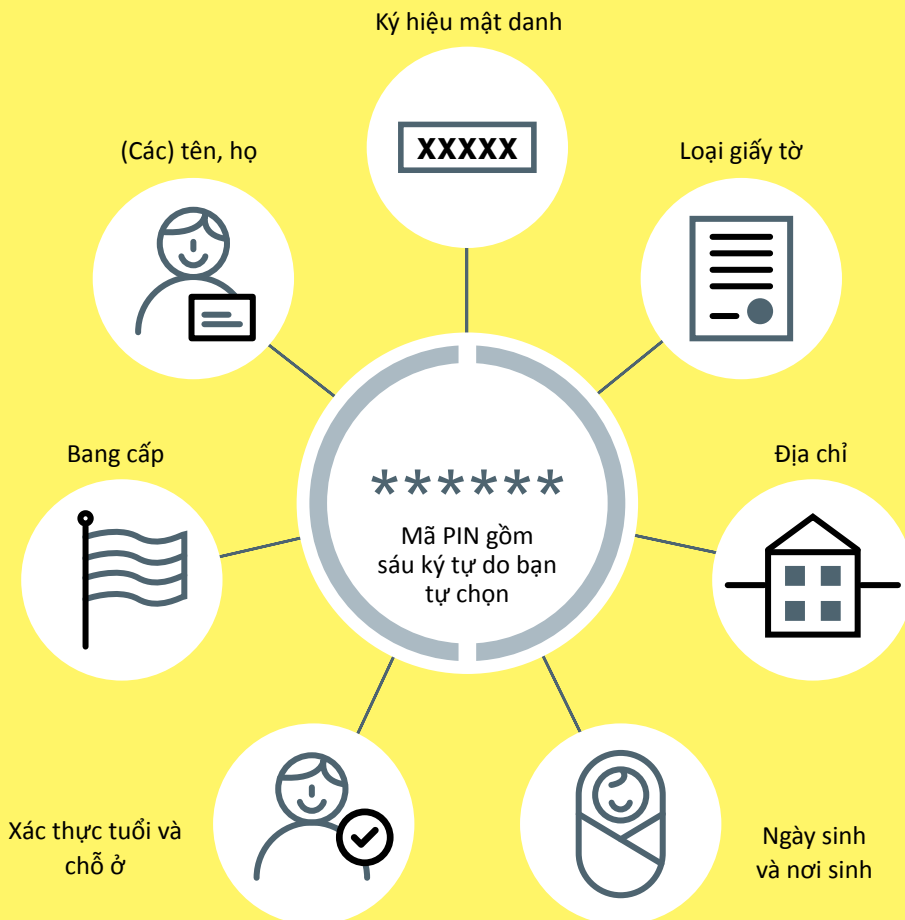 Ký hiệu mật danh
XXXXX
(Các) tên, họ
Loại giấy tờ
Bang cấp
Địa chỉ
******
Mã PIN gồm
sáu ký tự do bạn
tự chọn
Xác thực tuổi và
chỗ ở
Ngày sinh
và nơi sinh